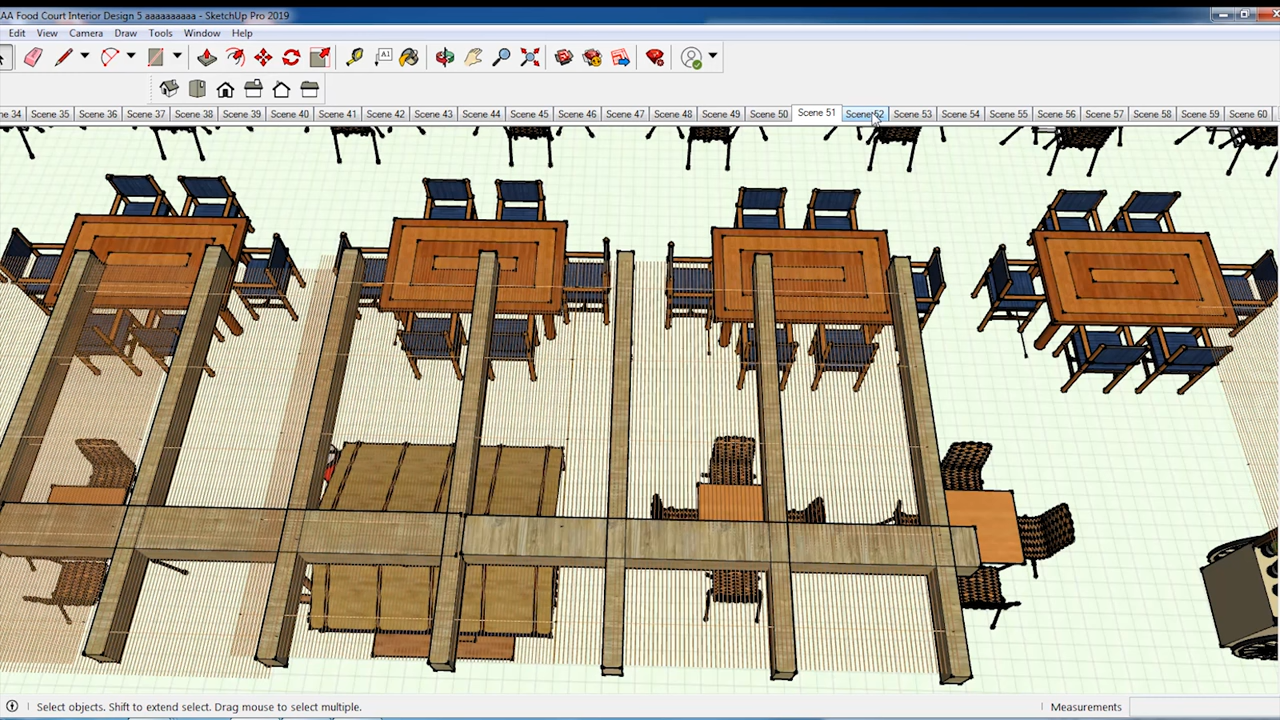 AA Food Court Interior Design 5 aaaaaaaaaa - SketchUp Pro 2019
Edit View Camera Draw Tools Window Help
A1
ne 34 Scene 35 Scene 36 Scene 37 Scene 38 Scene 39 Scene 40 Scene 41 Scene 42 Scene 43 Scene 44 Scene 45 Scene 46 Scene 47 Scene 48 Scene 49 Scene 50 Scene 51 Scene 52 Scene 53 Scene 54 Scene 55 Scene 56 Scene 57 Scene 58 Scene 59 Scene 60
Select objects. Shift to extend select. Drag mouse to select multiple. Measurements